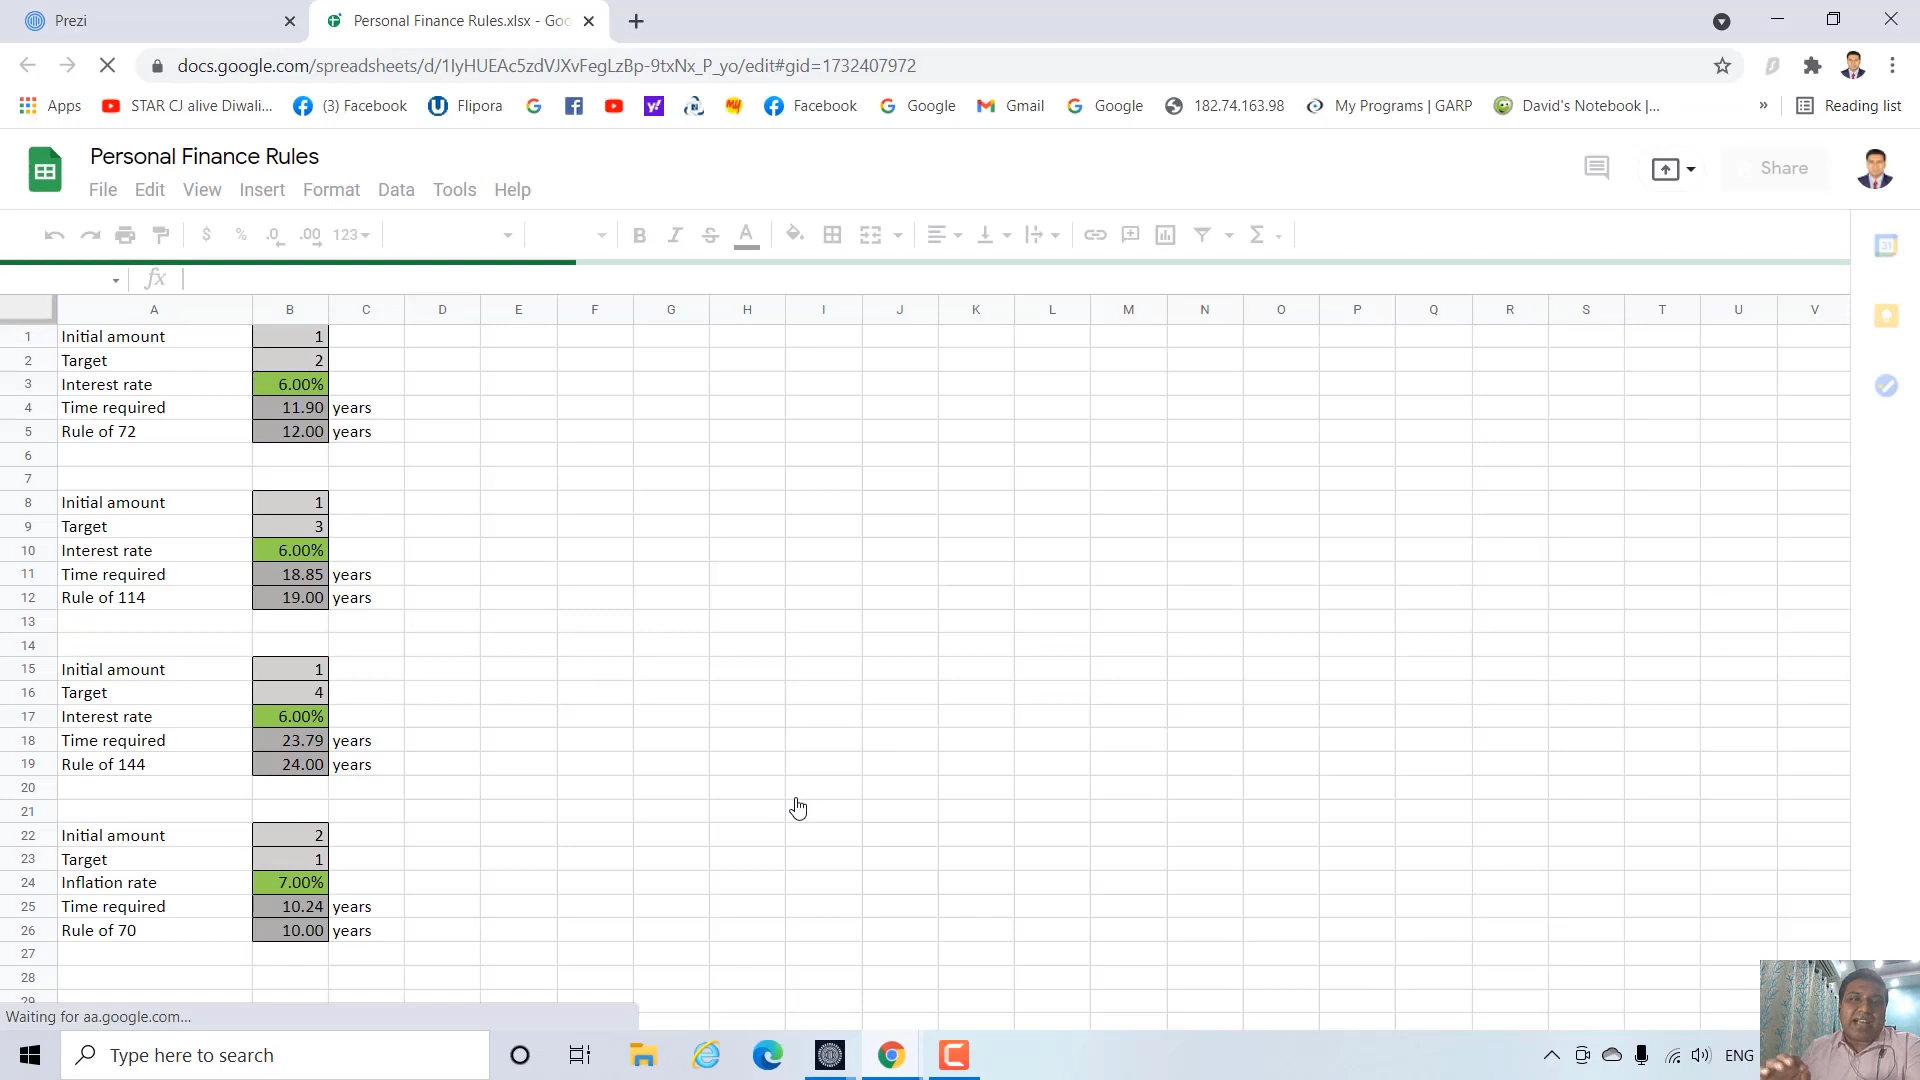 Prezi
Personal Finance Rules.xlsx - Goo
docs.google.com/spreadsheets/d/1IyHUEAc5zdVJXvFegLzBp-9txNx_P_yo/edit#gid=1732407972
Apps STAR CJ alive Diwali... (3) Facebook Flipora Facebook Google Gmail Google 182.74.163.98 My Programs | GARP David's Notebook |... » Reading list
Personal Finance Rules
Share
File Edit View Insert Format Data Tools Help
$ % .0 .00 123 B I S A Σ
fx
31
A B C D E F G H I J K L M N O P Q R S T U V
1 Initial amount 1
2 Target 2
3 Interest rate 6.00%
4 Time required 11.90 years
5 Rule of 72 12.00 years
6
7
8 Initial amount 1
9 Target 3
10 Interest rate 6.00%
11 Time required 18.85 years
12 Rule of 114 19.00 years
13
14
15 Initial amount 1
16 Target 4
17 Interest rate 6.00%
18 Time required 23.79 years
19 Rule of 144 24.00 years
20
21
22 Initial amount 2
23 Target 1
24 Inflation rate 7.00%
25 Time required 10.24 years
26 Rule of 70 10.00 years
27
28
29
Waiting for aa.google.com...
Type here to search
ENG